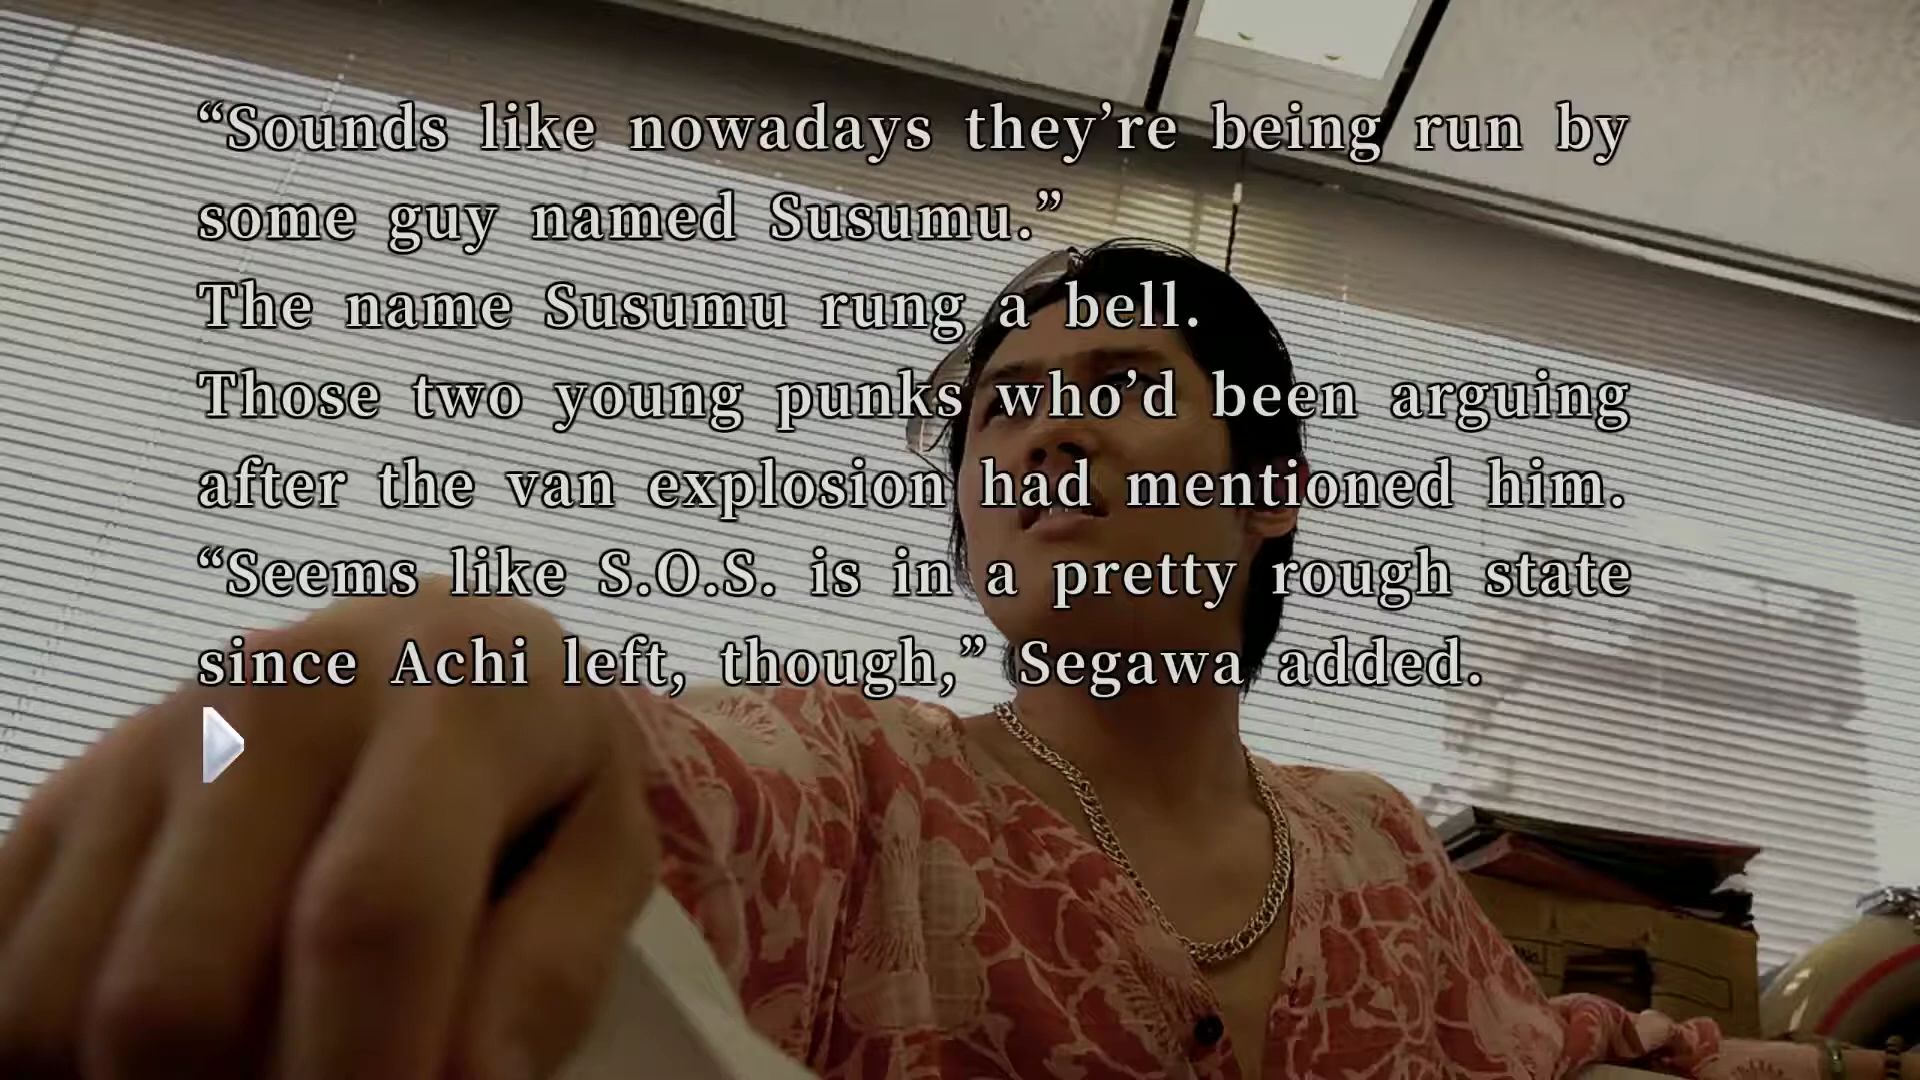 “Sounds like nowadays they’re being run by
some guy named Susumu.”
The name Susumu rung a bell.
Those two young punks who’d been arguing
after the van explosion had mentioned him.
“Seems like S.O.S. is in a pretty rough state
since Achi left, though,” Segawa added.